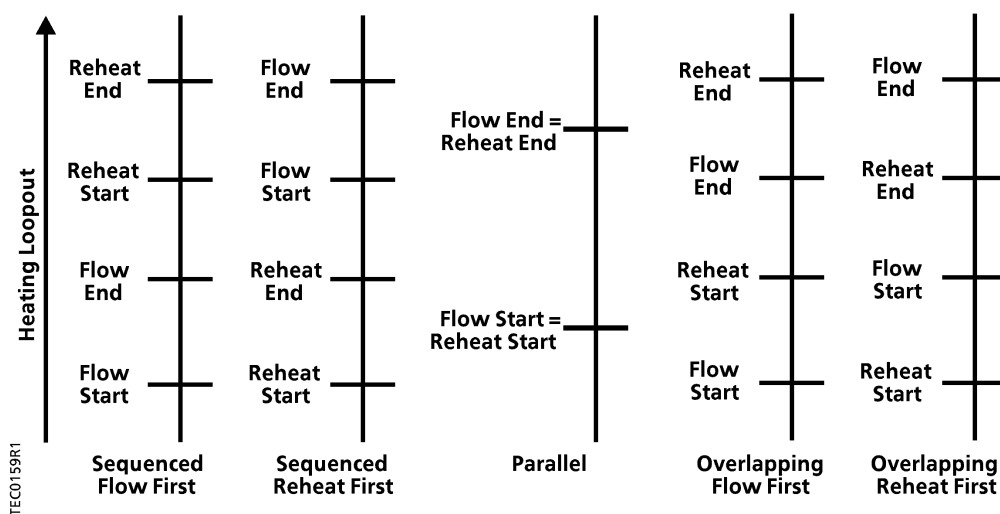 Heating Loopout
Reheat
End
Reheat
Start
Flow
End
Flow
Start
Sequenced
Flow First
Flow
End
Flow
Start
Reheat
End
Reheat
Start
Sequenced
Reheat First
Flow End =
Reheat End
Flow Start =
Reheat Start
Parallel
Reheat
End
Flow
End
Reheat
Start
Flow
Start
Overlapping
Flow First
Flow
End
Reheat
End
Flow
Start
Reheat
Start
Overlapping
Reheat First
TEC0159R1